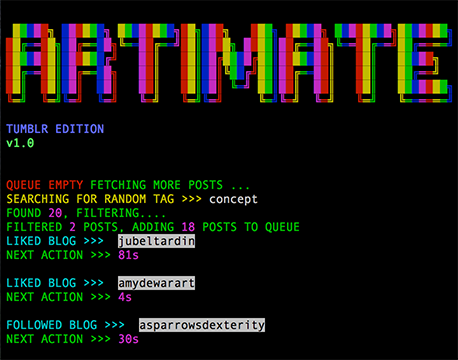 ARTIMATE
TUMBLR EDITION
v1.0
QUEUE EMPTY FETCHING MORE POSTS ...
SEARCHING FOR RANDOM TAG >>> concept
FOUND 20, FILTERING....
FILTERED 2 POSTS, ADDING 18 POSTS TO QUEUE
LIKED BLOG >>> jubeltardin
NEXT ACTION >>> 81s
LIKED BLOG >>> amydewarart
NEXT ACTION >>> 4s
FOLLOWED BLOG >>> asparrowsdexterity
NEXT ACTION >>> 30s